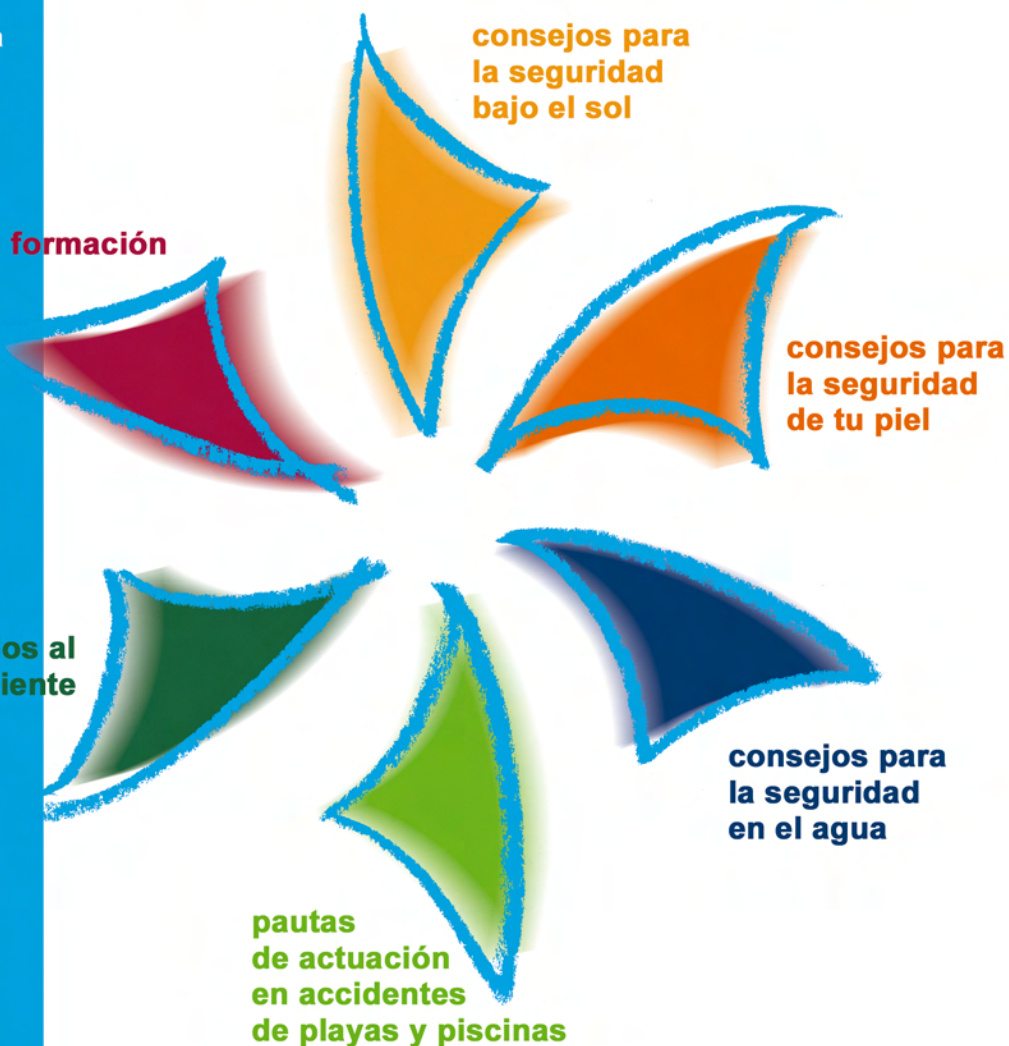 consejos para
la seguridad
bajo el sol
formación
consejos para
la seguridad
de tu piel
os al
iente
consejos para
la seguridad
en el agua
pautas
de actuación
en accidentes
de playas y piscinas